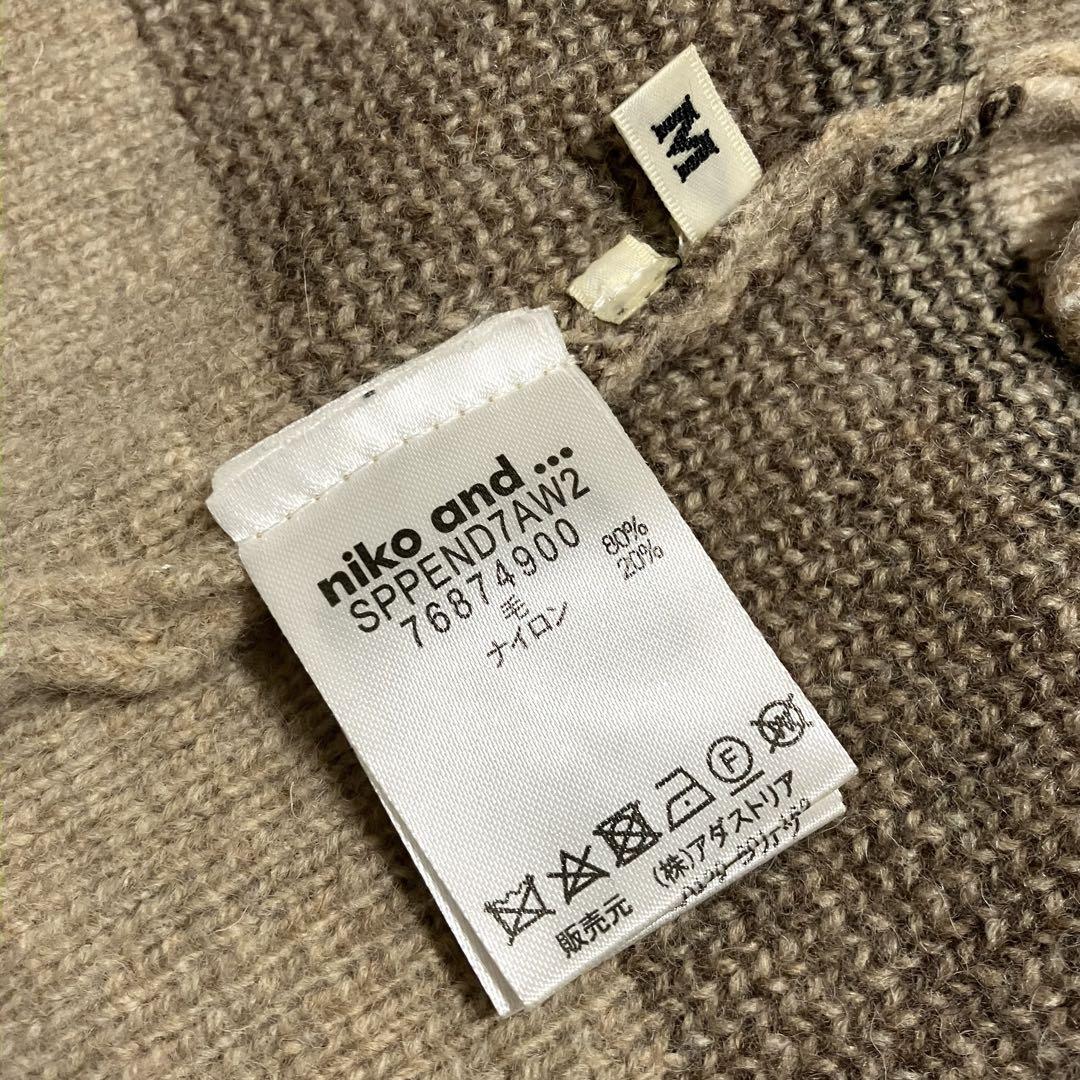 M
niko and ...
SPPEND7AW2
76874900
毛 80%
ナイロン 20%
F
W
販売元 (株)アダストリア